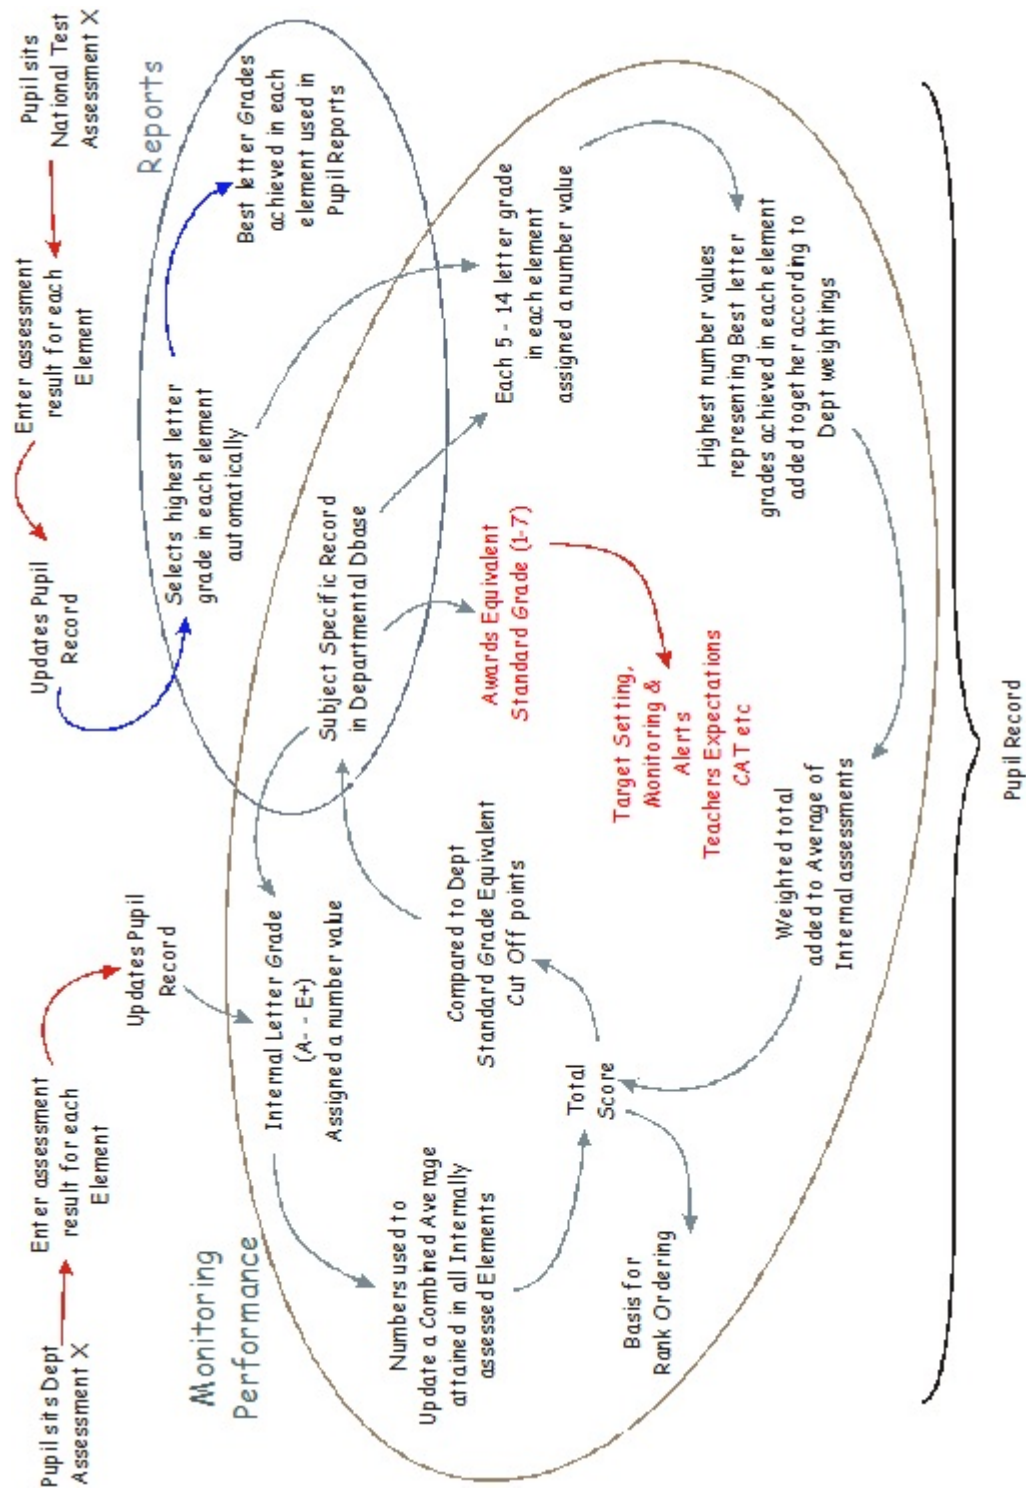 Pupil sits Dept
Assessment X
Enter assessment
result for each
Element
Updates Pupil
Record
Updates Pupil
Record
Enter assessment
result for each
Element
Pupil sits
National Test
Assessment X
Monitoring
Performance
Reports
Internal Letter Grade
(A- - E+)
Assigned a number value
Subject Specific Record
in Departmental Dbase
Selects highest letter
grade in each element
automatically
Best letter Grades
achieved in each
element used in
Pupil Reports
Numbers used to
Update a Combined Average
attained in all Internally
assessed Elements
Compared to Dept
Standard Grade Equivalent
Cut Off points
Awards Equivalent
Standard Grade (1-7)
Each 5 - 14 letter grade
in each element
assigned a number value
Total
Score
Target Setting,
Monitoring &
Alerts
Teachers Expectations
CAT etc
Basis for
Rank Ordering
Weighted total
added to Average of
Internal assessments
Highest number values
representing Best letter
grades achieved in each element
added together according to
Dept weightings
Pupil Record